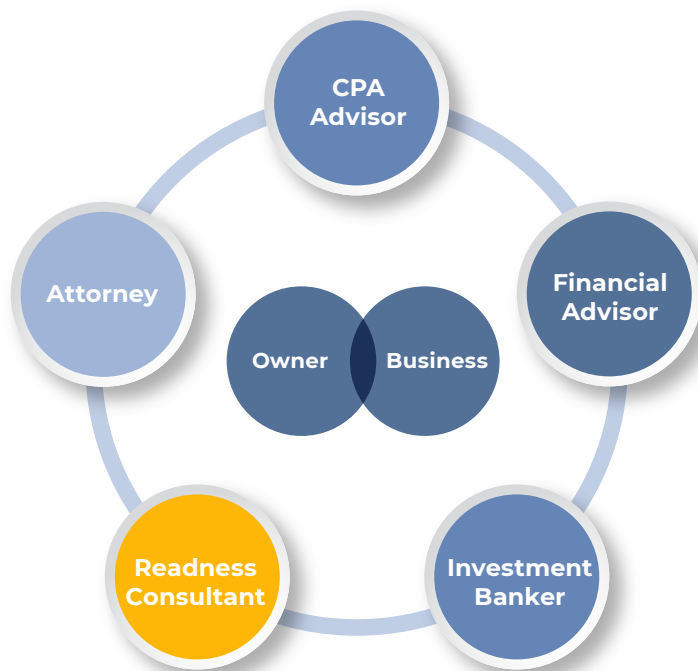 CPA
Advisor
Attorney
Financial
Advisor
Owner
Business
Readness
Consultant
Investment
Banker